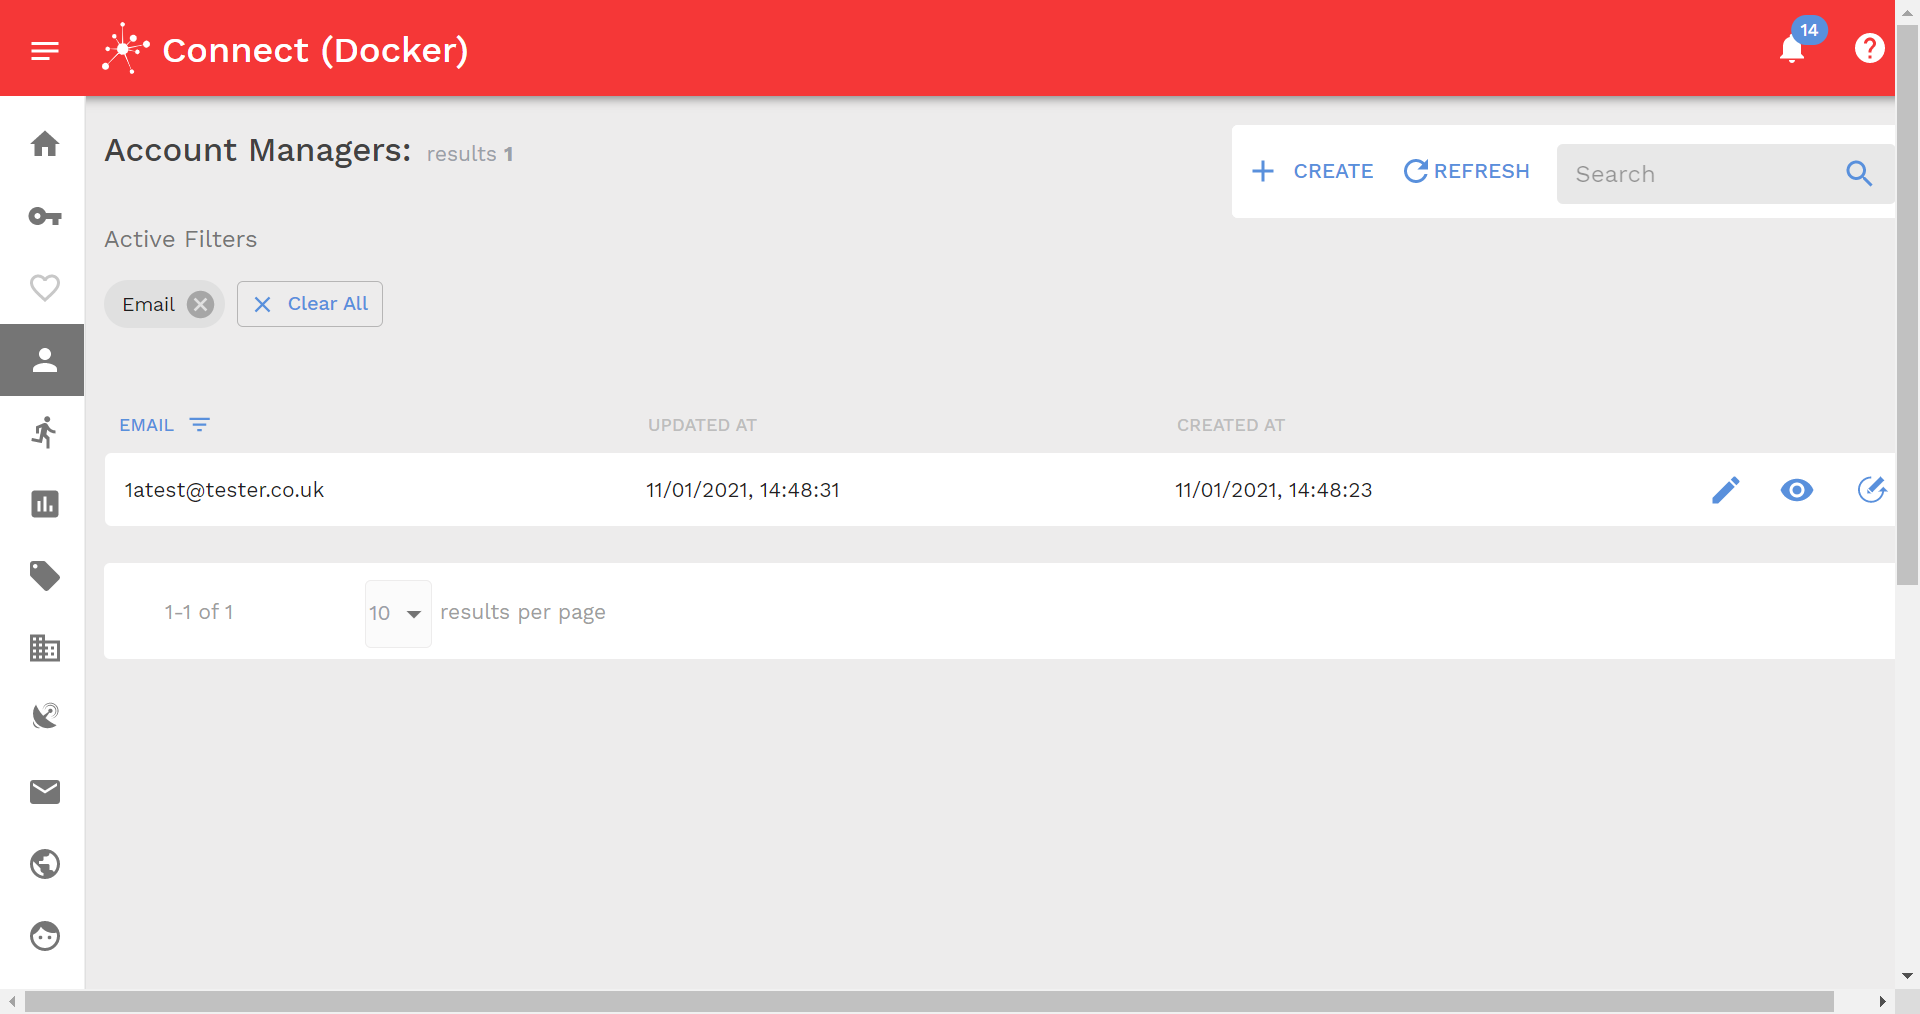 Connect (Docker)
14
Account Managers: results 1
CREATE
REFRESH
Search
Active Filters
Email
Clear All
EMAIL
UPDATED AT
CREATED AT
1atest@tester.co.uk
11/01/2021, 14:48:31
11/01/2021, 14:48:23
1-1 of 1
10
results per page